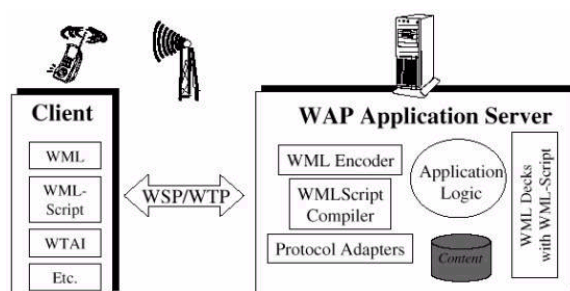 Client
WML
WML-
Script
WTAI
Etc.
WSP/WTP
WAP Application Server
WML Encoder
WMLScript
Compiler
Protocol Adapters
Application
Logic
Content
WML Decks
with WML-Script